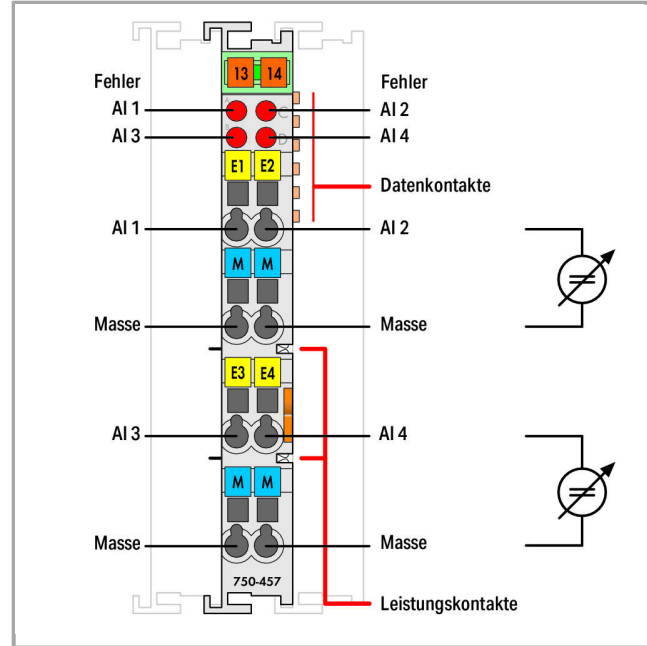 13 14
Fehler Fehler
AI 1 C AI 2
AI 3 D AI 4
E1 E2
Datenkontakte
AI 1 AI 2
M M
Masse Masse
E3 E4
AI 3 AI 4
M M
Masse Masse
750-457
Leistungskontakte